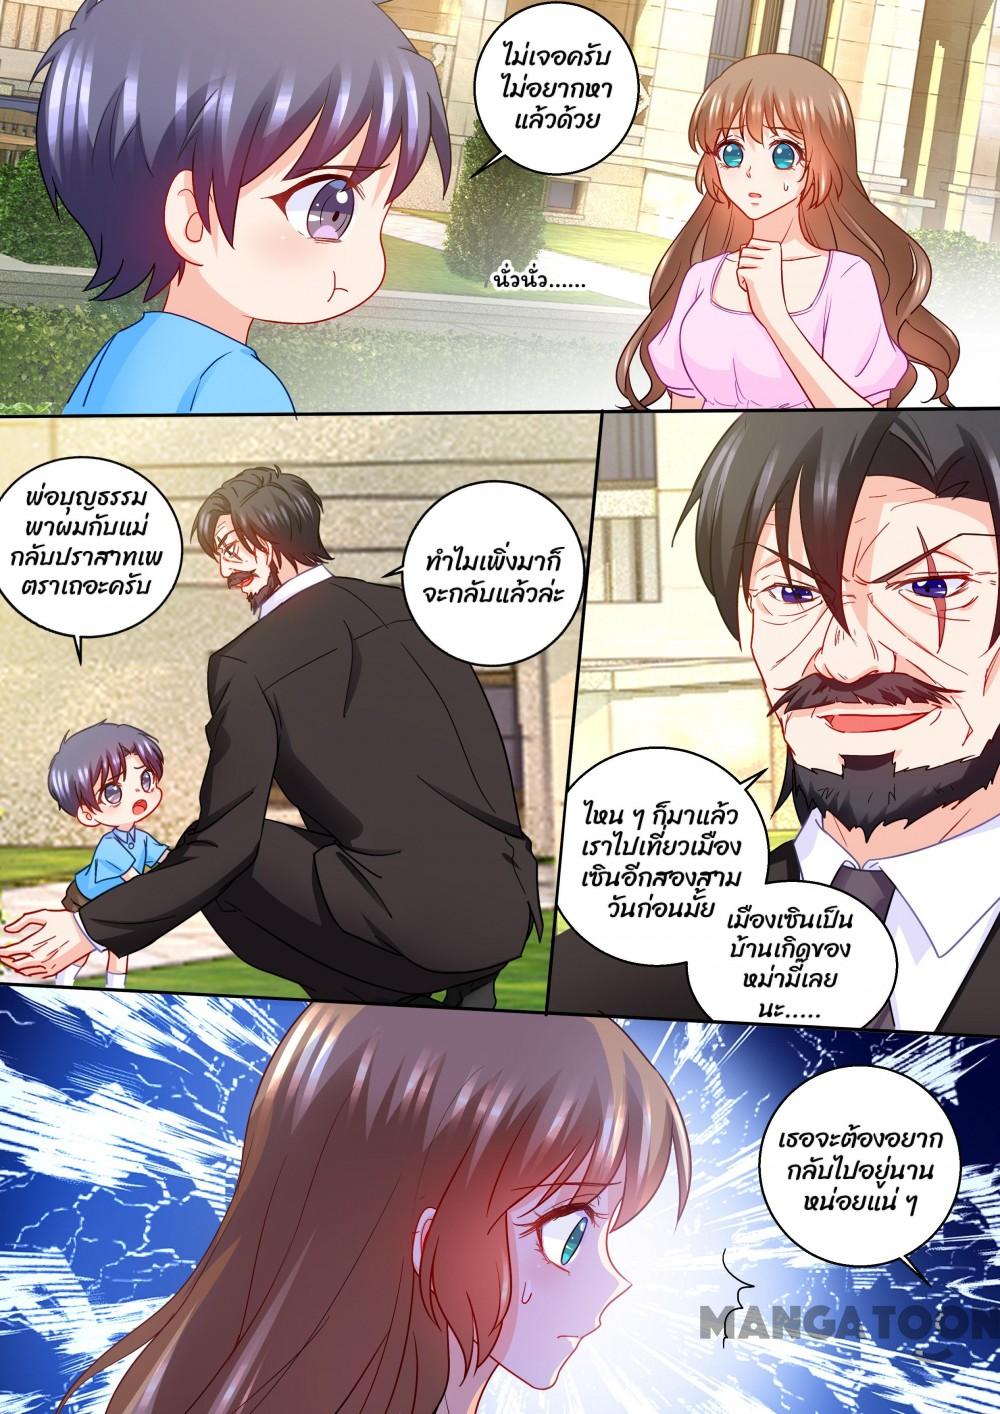 ไม่เจอครับ
ไม่อยากหา
แล้วด้วย
นั่วนั่ว......
พ่อบุญธรรม
พาผมกับแม่
กลับปราสาทเพ
ตราเถอะครับ
ทำไมเพิ่งมาก็
จะกลับแล้วล่ะ
ไหน ๆ ก็มาแล้ว
เราไปเที่ยวเมือง
เซินอีกสองสาม
วันก่อนมั้ย
เมืองเซินเป็น
บ้านเกิดของ
หม่ามี๊เลย
นะ.....
เธอจะต้องอยาก
กลับไปอยู่นาน
หน่อยแน่ ๆ
MANGATOON